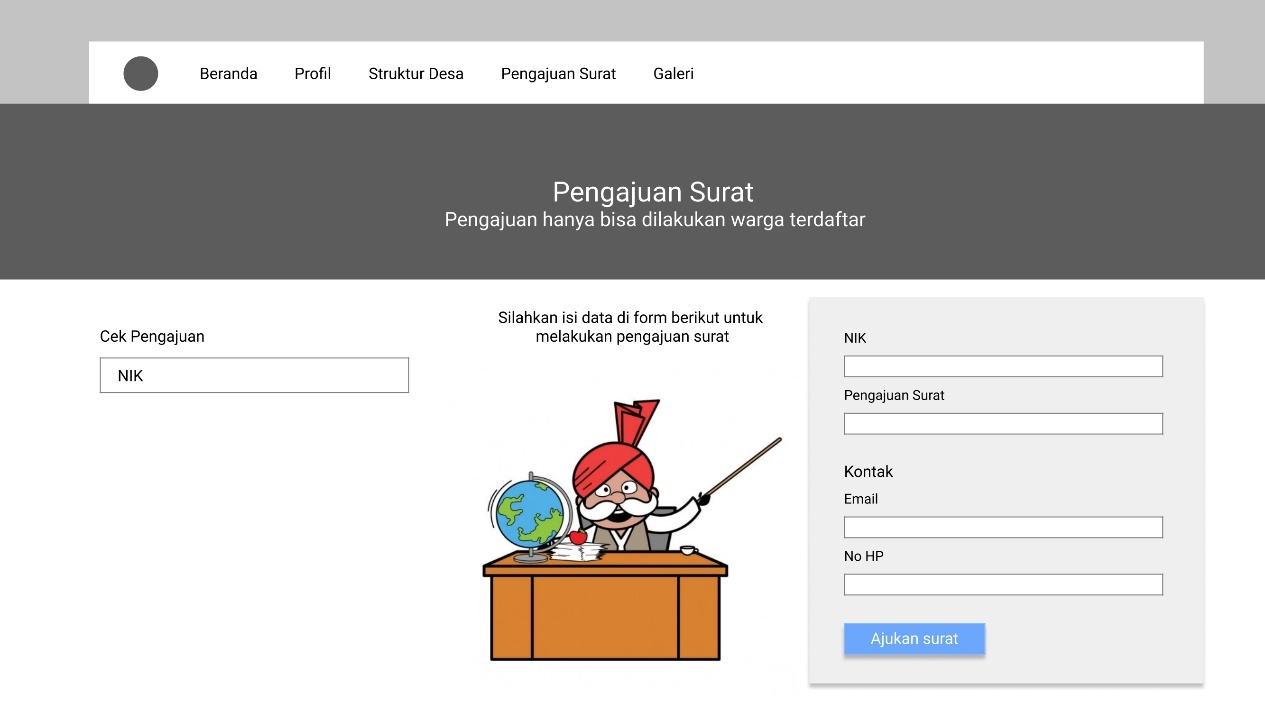 Beranda Profil Struktur Desa Pengajuan Surat Galeri
Pengajuan Surat
Pengajuan hanya bisa dilakukan warga terdaftar
Cek Pengajuan
NIK
Silahkan isi data di form berikut untuk
melakukan pengajuan surat
NIK
Pengajuan Surat
Kontak
Email
No HP
Ajukan surat